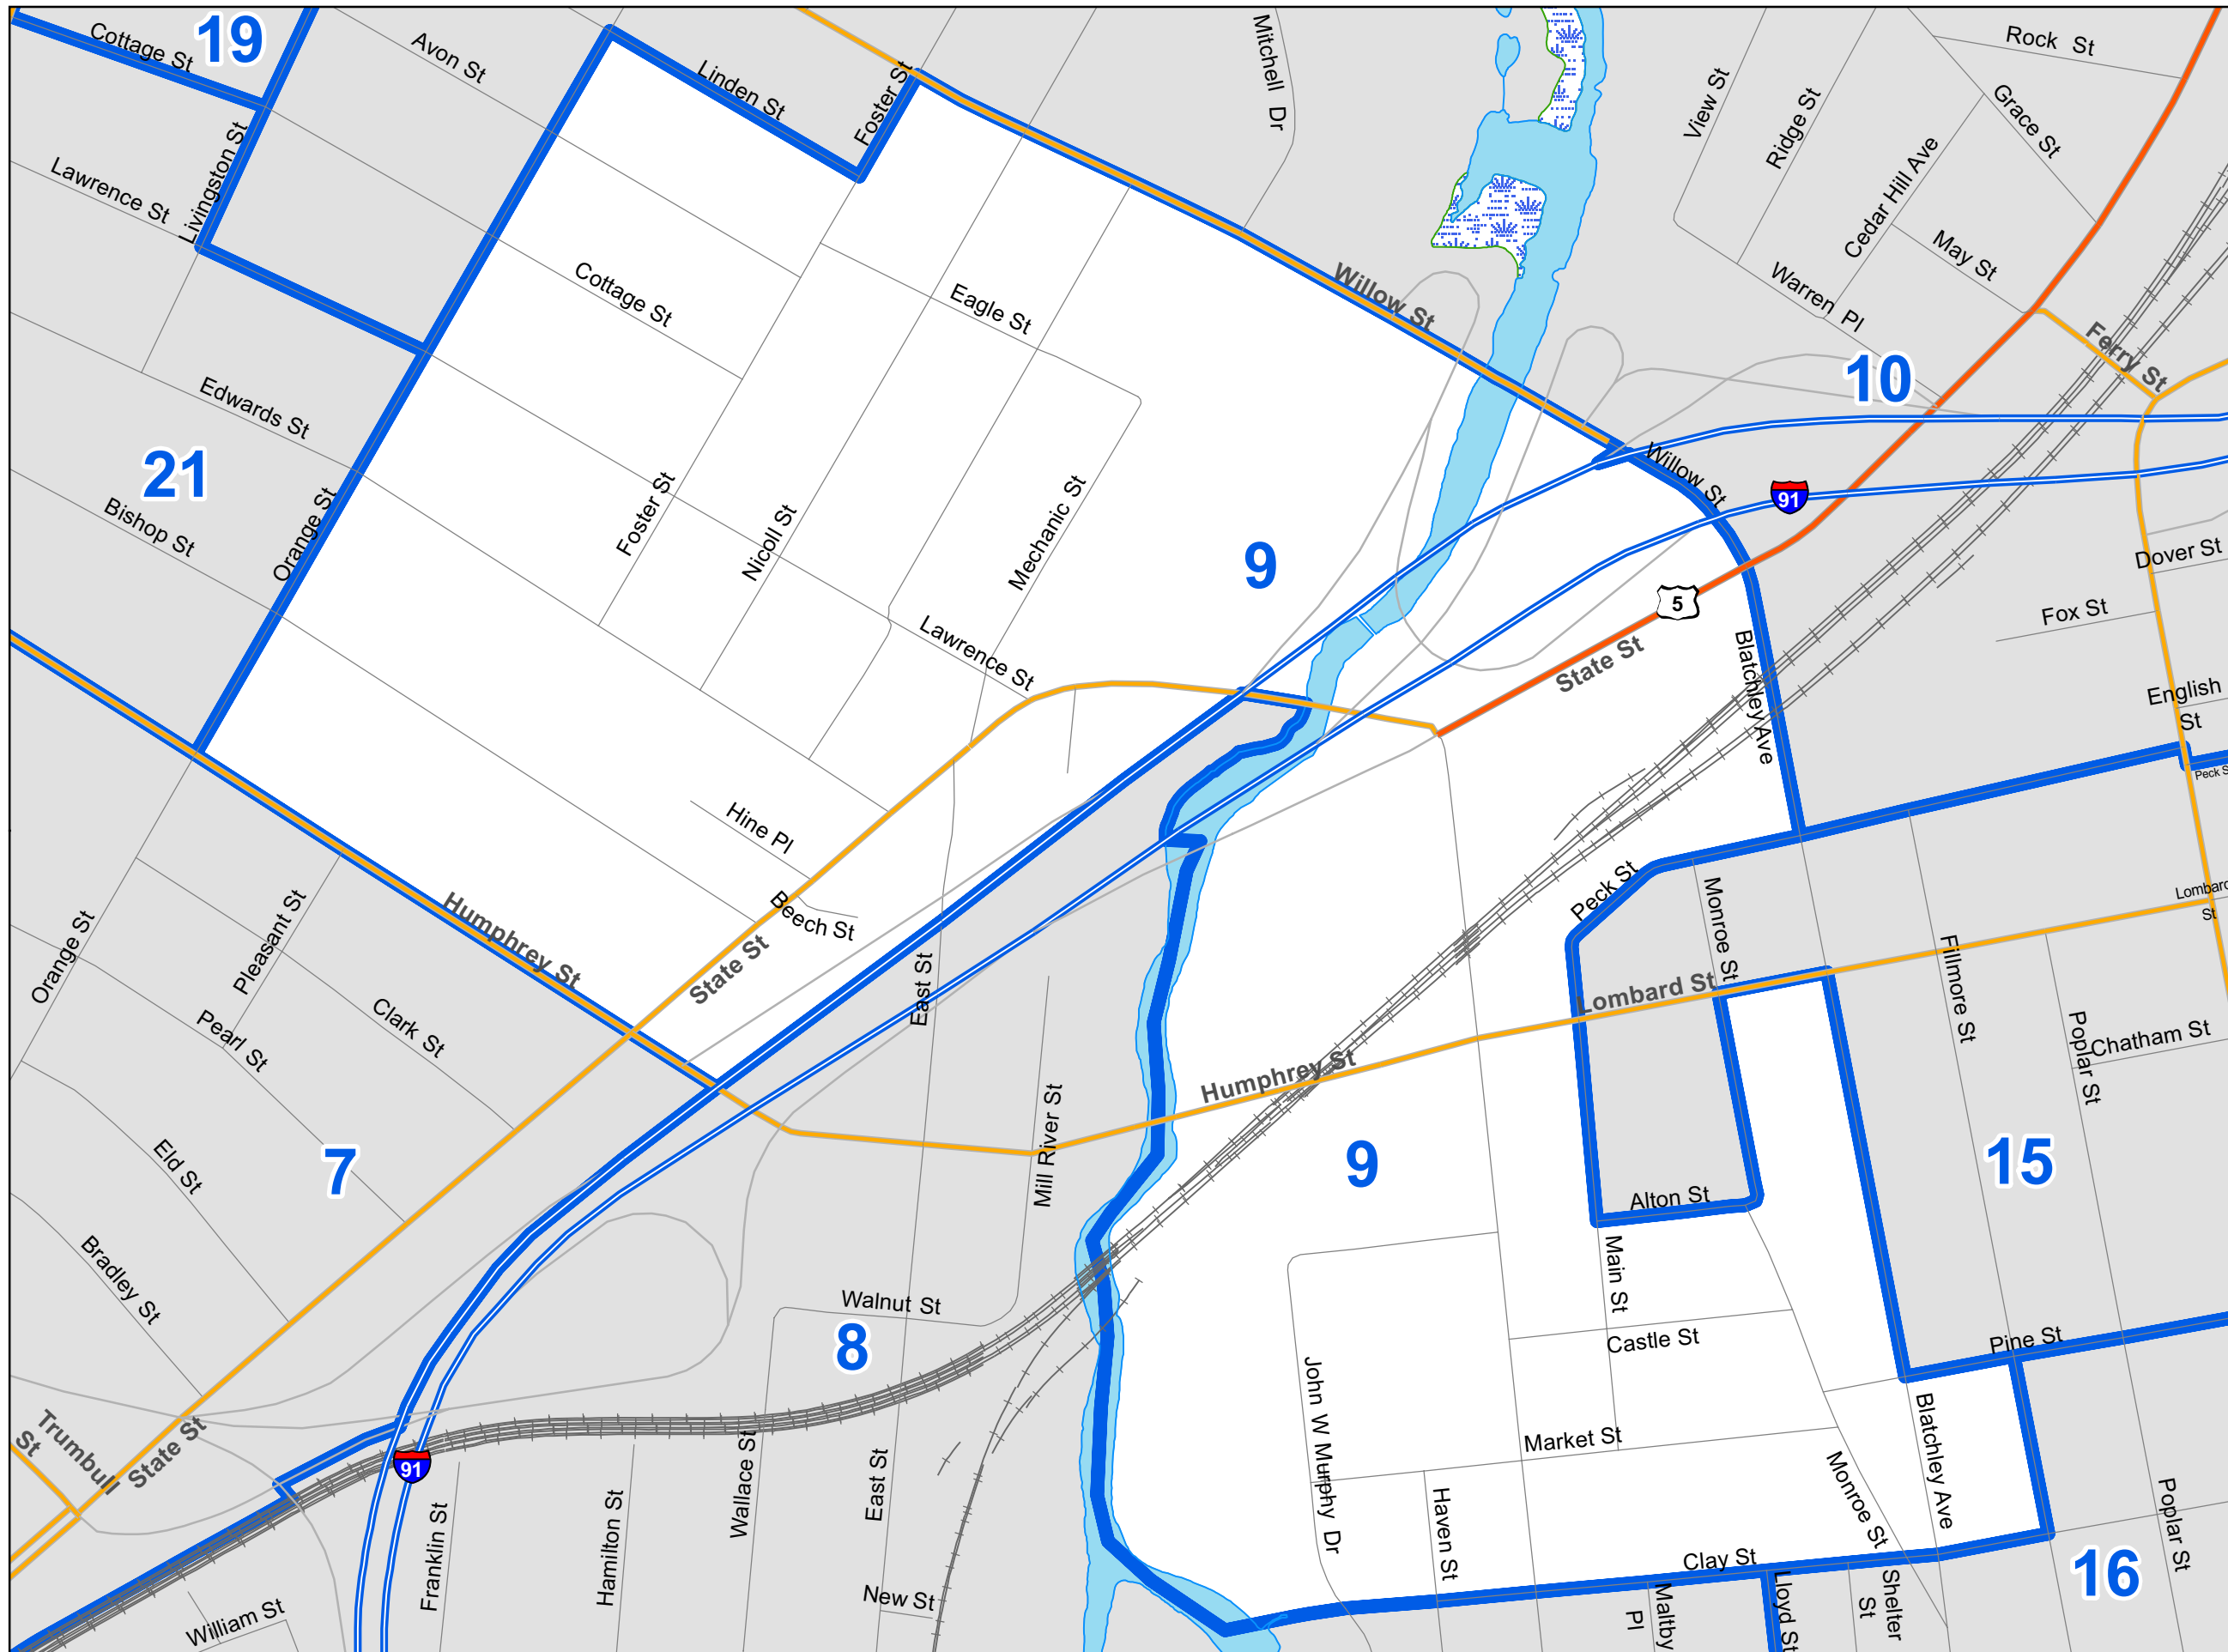 19
Cottage St
Avon St
Linden St
Foster St
Mitchell Dr
View St
Ridge St
Rock St
Grace St
Cedar Hill Ave
May St
Warren Pl
Ferry St
Lawrence St
Livingston St
Cottage St
Eagle St
Willow St
10
Edwards St
21
Bishop St
Orange St
Foster St
Nicoll St
Mechanic St
9
Willow St
91
Dover St
Fox St
5
State St
Blatchley Ave
English
St
Peck S
Lawrence St
Hine Pl
Beech St
State St
Humphrey St
Pleasant St
Orange St
Pearl St
Clark St
East St
Peck St
Monroe St
Lombard St
Lombard
St
Fillmore St
Poplar St
Chatham St
Humphrey St
Mill River St
7
Eld St
Bradley St
9
Alton St
15
Main St
Castle St
Pine St
Walnut St
8
John W Murphy Dr
Market St
Haven St
Monroe St
Blatchley Ave
Poplar St
Trumbull
St
State St
91
Franklin St
Hamilton St
Wallace St
East St
New St
William St
Clay St
16
Maltby
Pl
Lloyd St
Shelter
St